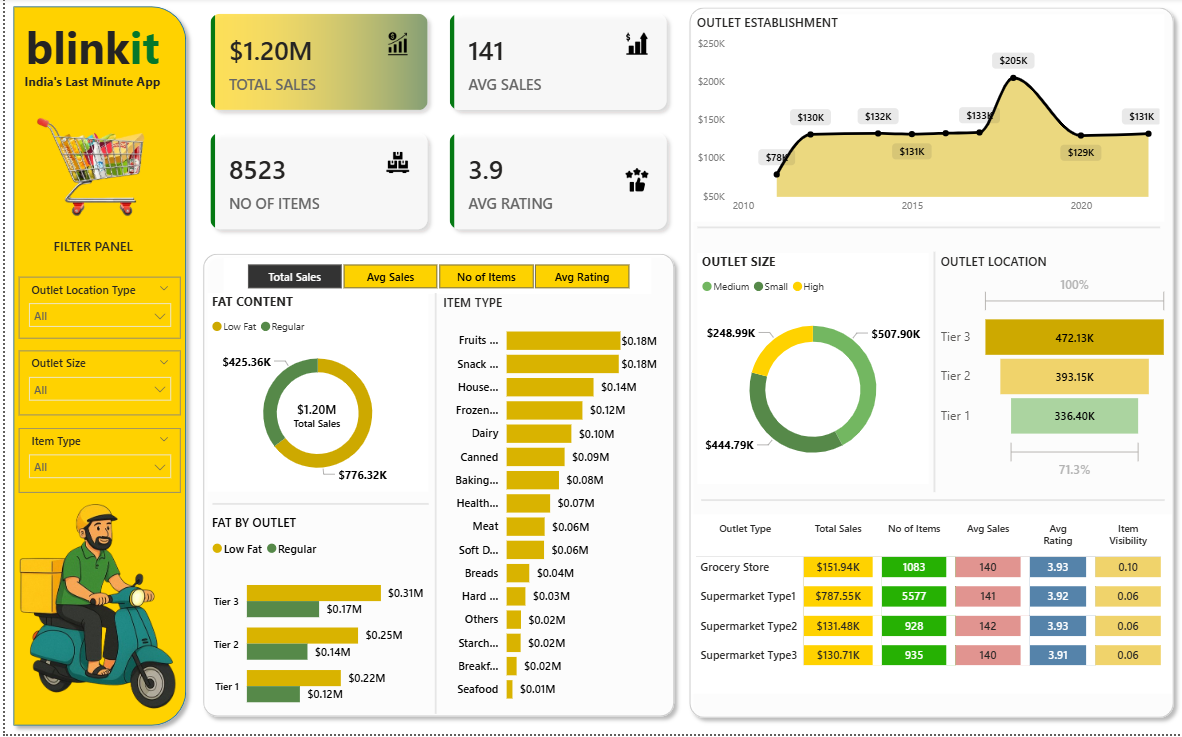 blinkit
India's Last Minute App
FILTER PANEL
Outlet Location Type
All
Outlet Size
All
Item Type
All
$1.20M
TOTAL SALES
141
AVG SALES
8523
NO OF ITEMS
3.9
AVG RATING
Total Sales
Avg Sales
No of Items
Avg Rating
FAT CONTENT
Low Fat
Regular
$425.36K
$1.20M
Total Sales
$776.32K
FAT BY OUTLET
Low Fat
Regular
Tier 3
$0.31M
$0.17M
Tier 2
$0.25M
$0.14M
Tier 1
$0.22M
$0.12M
ITEM TYPE
Fruits ... $0.18M
Snack ... $0.18M
House... $0.14M
Frozen... $0.12M
Dairy $0.10M
Canned $0.09M
Baking... $0.08M
Health... $0.07M
Meat $0.06M
Soft D... $0.06M
Breads $0.04M
Hard ... $0.03M
Others $0.02M
Starch... $0.02M
Breakf... $0.02M
Seafood $0.01M
OUTLET ESTABLISHMENT
$250K
$200K
$150K
$100K
$50K
$78K
$130K
$132K
$131K
$133K
$205K
$129K
$131K
2010
2015
2020
OUTLET SIZE
Medium
Small
High
$248.99K
$507.90K
$444.79K
OUTLET LOCATION
100%
Tier 3 472.13K
Tier 2 393.15K
Tier 1 336.40K
71.3%
Outlet Type Total Sales No of Items Avg Sales Avg Rating Item Visibility
Grocery Store $151.94K 1083 140 3.93 0.10
Supermarket Type1 $787.55K 5577 141 3.92 0.06
Supermarket Type2 $131.48K 928 142 3.93 0.06
Supermarket Type3 $130.71K 935 140 3.91 0.06